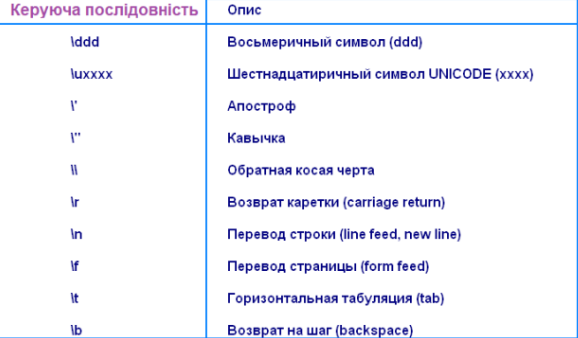 Керуюча послідовність Опис
\ddd Восьмеричный символ (ddd)
\uxxxx Шестнадцатиричный символ UNICODE (xxxx)
\' Апостроф
\" Кавычка
\\ Обратная косая черта
\r Возврат каретки (carriage return)
\n Перевод строки (line feed, new line)
\f Перевод страницы (form feed)
\t Горизонтальная табуляция (tab)
\b Возврат на шаг (backspace)